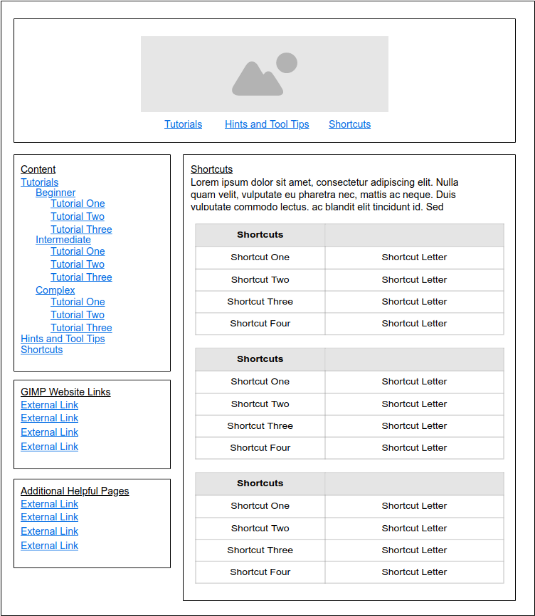 Tutorials Hints and Tool Tips Shortcuts
Content
Tutorials
Beginner
Tutorial One
Tutorial Two
Tutorial Three
Intermediate
Tutorial One
Tutorial Two
Tutorial Three
Complex
Tutorial One
Tutorial Two
Tutorial Three
Hints and Tool Tips
Shortcuts
GIMP Website Links
External Link
External Link
External Link
External Link
Additional Helpful Pages
External Link
External Link
External Link
External Link
Shortcuts
Lorem ipsum dolor sit amet, consectetur adipiscing elit. Nulla
quam velit, vulputate eu pharetra nec, mattis ac neque. Duis
vulputate commodo lectus, ac blandit elit tincidunt id. Sed
Shortcuts
Shortcut One Shortcut Letter
Shortcut Two Shortcut Letter
Shortcut Three Shortcut Letter
Shortcut Four Shortcut Letter
Shortcuts
Shortcut One Shortcut Letter
Shortcut Two Shortcut Letter
Shortcut Three Shortcut Letter
Shortcut Four Shortcut Letter
Shortcuts
Shortcut One Shortcut Letter
Shortcut Two Shortcut Letter
Shortcut Three Shortcut Letter
Shortcut Four Shortcut Letter